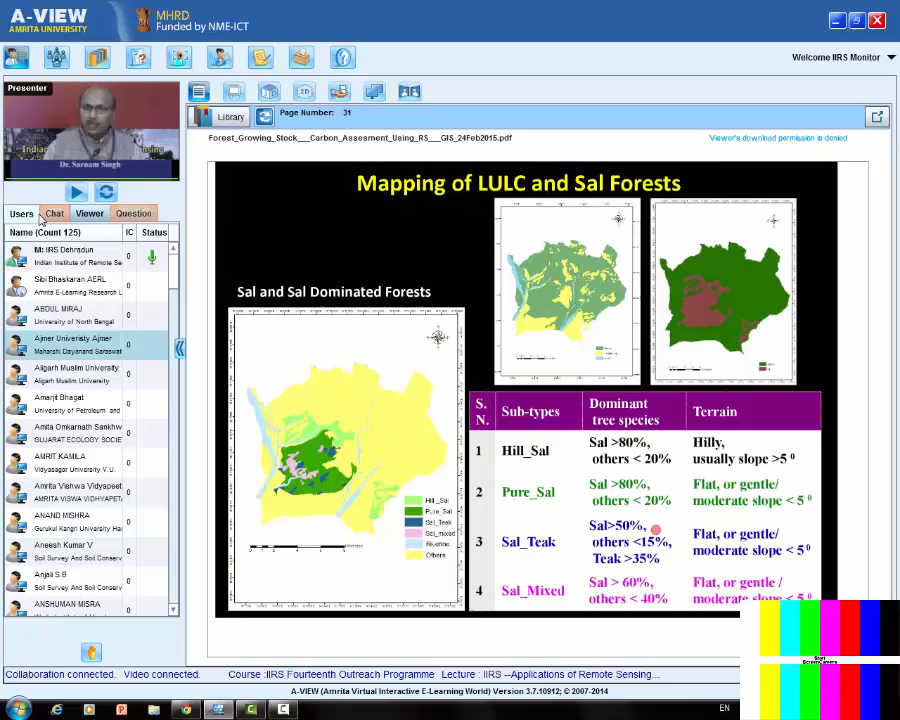 A-VIEW
AMRITA UNIVERSITY
MHRD
Funded by NME-ICT
Welcome IIRS Monitor
Presenter
Indian
using
Dr. Sarnam Singh
Library
Page Number: 31
Forest_Growing_Stock___Carbon_Assesment_Using_RS___GIS_24Feb2015.pdf
Viewer's download permission is denied
Users
Chat
Viewer
Question
Name (Count 125)
IC
Status
M: IIRS Dehradun
Indian Institute of Remote Se
0
Sibi Bhaskaran AERL
Amrita E-Learning Research L
0
ABDUL MIRAJ
University of North Bengal
0
Ajmer Univeristy Ajmer
Maharshi Dayanand Saraswat
0
Aligarh Muslim University
Aligarh Muslim University
0
Amarjit Bhagat
University of Petroleum and
0
Amita Omkarnath Sankhw
GUJARAT ECOLOGY SOCIE
0
AMRIT KAMILA
Vidyasagar University V.U.
0
Amrita Vishwa Vidyapeet
AMRITA VISWA VIDHYAPETA
0
ANAND MISHRA
Gurukul Kangri University Ha
0
Aneesh Kumar V
Soil Survey And Soil Conserv
0
Anjali S.B
Soil Survey And Soil Conserv
0
ANSHUMAN MISRA
0
Mapping of LULC and Sal Forests
Sal and Sal Dominated Forests
Hill_Sal
Pure_Sal
Sal_Teak
Sal_mixed
Riverine
Others
S. N.
Sub-types
Dominant tree species
Terrain
1
Hill_Sal
Sal >80%,
others < 20%
Hilly,
usually slope >5 0
2
Pure_Sal
Sal >80%,
others < 20%
Flat, or gentle/
moderate slope < 5 0
3
Sal_Teak
Sal>50%,
others <15%,
Teak >35%
Flat, or gentle/
moderate slope < 5 0
4
Sal_Mixed
Sal > 60%,
others < 40%
Flat, or gentle /
moderate slope < 5 0
Start
ScreenCamera
Collaboration connected. Video connected.
Course :IIRS Fourteenth Outreach Programme Lecture : IIRS --Applications of Remote Sensing...
A-VIEW (Amrita Virtual Interactive E-Learning World) Version 3.7.10912; © 2007-2014
EN